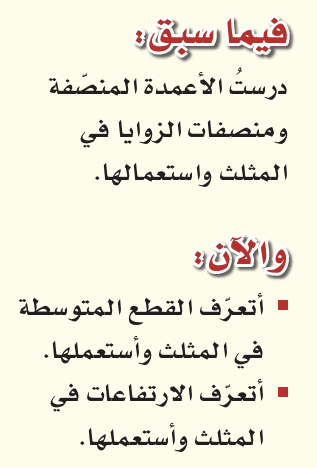 فيما سبق:
درستُ الأعمدة المنصّفة
ومنصفات الزوايا في
المثلث واستعمالها.
والآن:
أتعرّف القطع المتوسطة
في المثلث وأستعملها.
أتعرّف الارتفاعات في
المثلث وأستعملها.